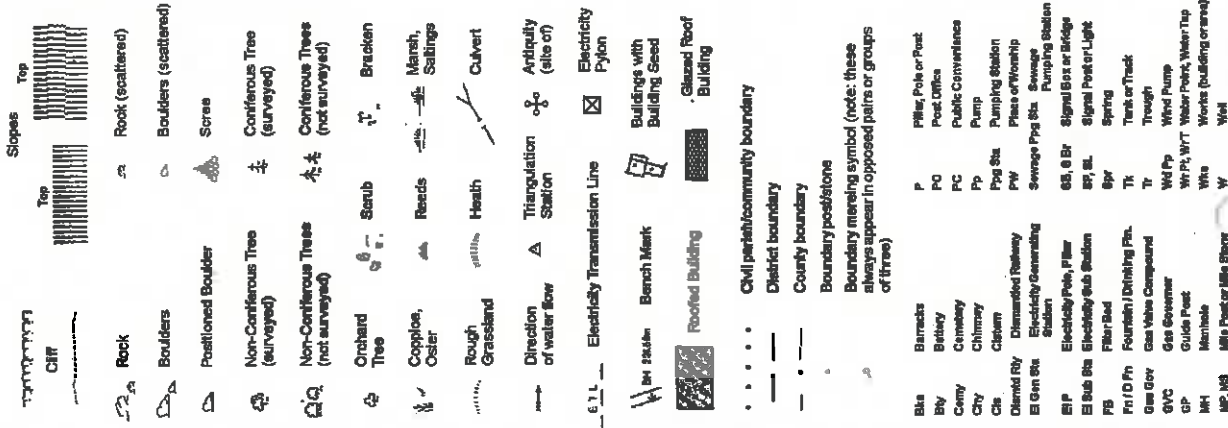 Slopes
Top Top
Cliff
Rock Rock (scattered)
Boulders Boulders (scattered)
Positioned Boulder Scree
Non-Coniferous Tree (surveyed) Coniferous Tree (surveyed)
Non-Coniferous Trees (not surveyed) Coniferous Trees (not surveyed)
Orchard Tree Scrub Bracken
Coppice, Osier Reeds Marsh, Saltings
Rough Grassland Heath Culvert
Direction of water flow Triangulation Station Antiquity (site of)
E T L Electricity Transmission Line Electricity Pylon
BM Bench Mark Buildings with Building Seed
Roofed Building Glazed Roof Building
Civil parish/community boundary
District boundary
County boundary
Boundary post/stone
Boundary mereing symbol (note: these
always appear in opposed pairs or groups
of three)
Bks Barracks P Pillar, Pole or Post
Bty Battery PO Post Office
Cemy Cemetery PC Public Convenience
Chy Chimney Pp Pump
Cis Cistern Ppg Sta Pumping Station
Dismtd Rly Dismantled Railway PW Place of Worship
El Gen Sta Electricity Generating Station Sewage Ppg Sta Sewage Pumping Station
El P Electricity Pole, Pillar SB, S Br Signal Box or Bridge
El Sub Sta Electricity Sub Station SP, SL Signal Post or Light
FB Filter Bed Spr Spring
Fn / D Fn Fountain / Drinking Ftn. Tk Tank or Track
Gas Gov Gas Valve Compound Tr Trough
GVC Gas Governer Wd Pp Wind Pump
GP Guide Post Wr Pt, Wr T Water Point, Water Tap
MH Manhole Wks Works (building or area)
MP, MS Mile Post or Mile Stone W Well